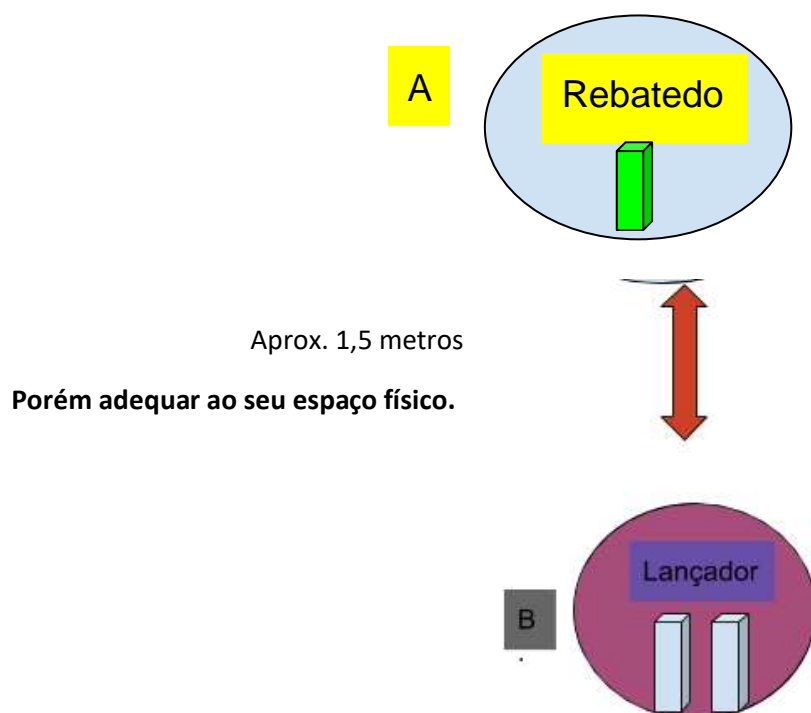 A
Rebatedo
Aprox. 1,5 metros
Porém adequar ao seu espaço físico.
Lançador
B
.